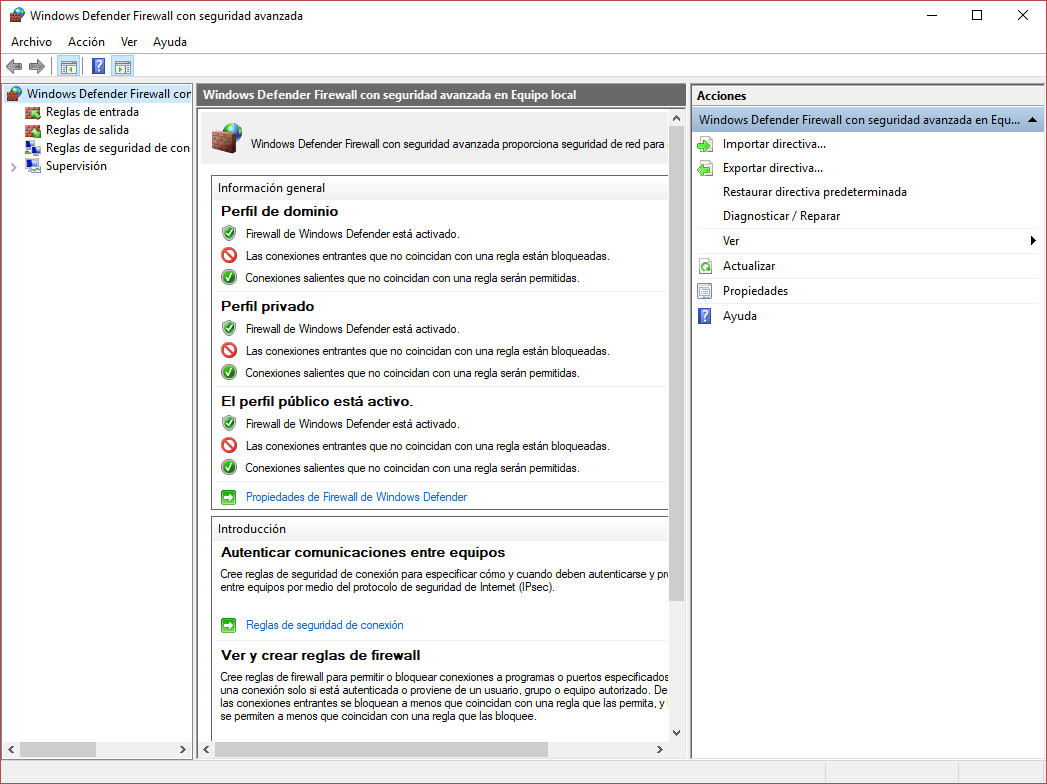 Windows Defender Firewall con seguridad avanzada
Archivo Acción Ver Ayuda
Windows Defender Firewall con
Reglas de entrada
Reglas de salida
Reglas de seguridad de con
Supervisión
Windows Defender Firewall con seguridad avanzada en Equipo local
Windows Defender Firewall con seguridad avanzada proporciona seguridad de red para
Información general
Perfil de dominio
Firewall de Windows Defender está activado.
Las conexiones entrantes que no coincidan con una regla están bloqueadas.
Conexiones salientes que no coincidan con una regla serán permitidas.
Perfil privado
Firewall de Windows Defender está activado.
Las conexiones entrantes que no coincidan con una regla están bloqueadas.
Conexiones salientes que no coincidan con una regla serán permitidas.
El perfil público está activo.
Firewall de Windows Defender está activado.
Las conexiones entrantes que no coincidan con una regla están bloqueadas.
Conexiones salientes que no coincidan con una regla serán permitidas.
Propiedades de Firewall de Windows Defender
Introducción
Autenticar comunicaciones entre equipos
Cree reglas de seguridad de conexión para especificar cómo y cuando deben autenticarse y pr
entre equipos por medio del protocolo de seguridad de Internet (IPsec).
Reglas de seguridad de conexión
Ver y crear reglas de firewall
Cree reglas de firewall para permitir o bloquear conexiones a programas o puertos especificados
una conexión solo si está autenticada o proviene de un usuario, grupo o equipo autorizado. De
las conexiones entrantes se bloquean a menos que coincidan con una regla que las permita, y
se permiten a menos que coincidan con una regla que las bloquee.
Acciones
Windows Defender Firewall con seguridad avanzada en Equ...
Importar directiva...
Exportar directiva...
Restaurar directiva predeterminada
Diagnosticar / Reparar
Ver
Actualizar
Propiedades
Ayuda